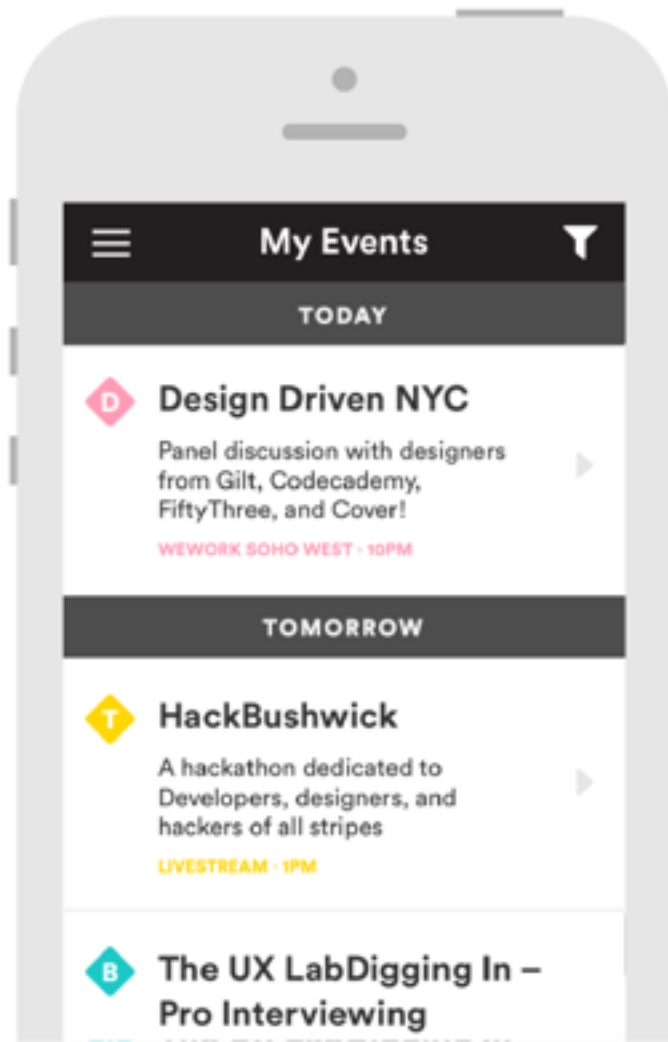 My Events
TODAY
D
Design Driven NYC
Panel discussion with designers
from Gilt, Codecademy,
FiftyThree, and Cover!
WEWORK SOHO WEST - 10PM
TOMORROW
T
HackBushwick
A hackathon dedicated to
Developers, designers, and
hackers of all stripes
LIVESTREAM - 1PM
B
The UX LabDigging In –
Pro Interviewing